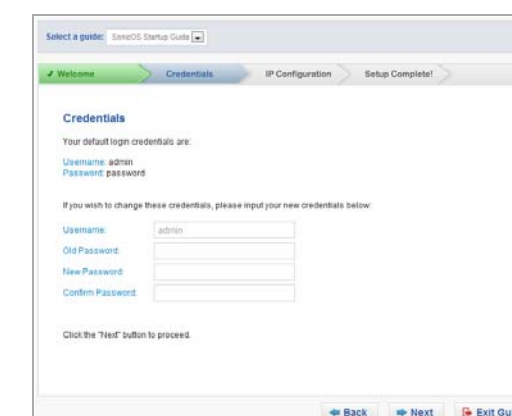 Select a guide: SonicOS Startup Guide
✔ Welcome Credentials IP Configuration Setup Complete!
Credentials
Your default login credentials are:
Username: admin
Password: password
If you wish to change these credentials, please input your new credentials below:
Username: admin
Old Password:
New Password
Confirm Password:
Click the "Next" button to proceed.
Back Next Exit Gu